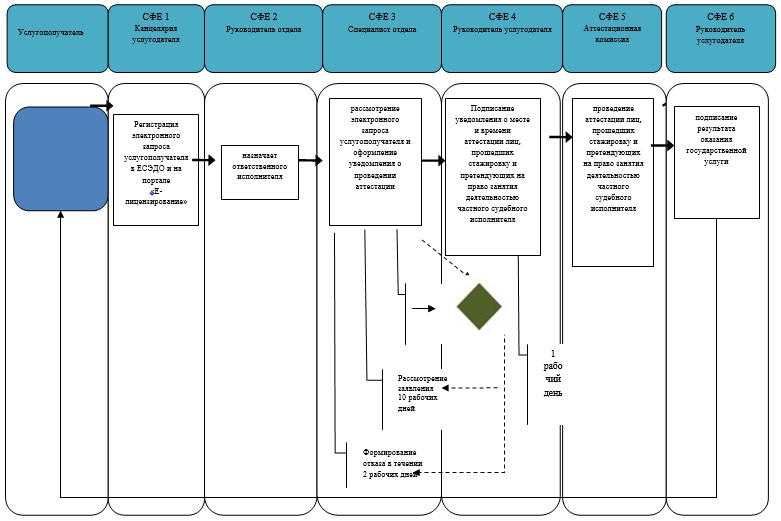 Услугополучатель
СФЕ 1
Канцелярия
услугодателя
СФЕ 2
Руководитель отдела
СФЕ 3
Специалист отдела
СФЕ 4
Руководитель услугодателя
СФЕ 5
Аттестационная
комиссия
СФЕ 6
Руководитель
услугодателя
Регистрация
электронного
запроса
услугополучателя
в ЕСЭДО и на
портале
«Е-
лицензирование»
назначает
ответственного
исполнителя
рассмотрение
электронного
запроса
услугополучателя и
оформление
уведомления о
проведении
аттестации
Подписание
уведомления о месте
и времени
аттестации лиц,
прошедших
стажировку и
претендующих на
право занятия
деятельностью
частного судебного
исполнителя
проведение
аттестации лиц,
прошедших
стажировку и
претендующих
на право занятия
деятельностью
частного
судебного
исполнителя
подписание
результата
оказания
государственной
услуги
1
рабо
чий
день
Рассмотрение
заявления
10 рабочих
дней
Формирование
отказа в течении
2 рабочих дней